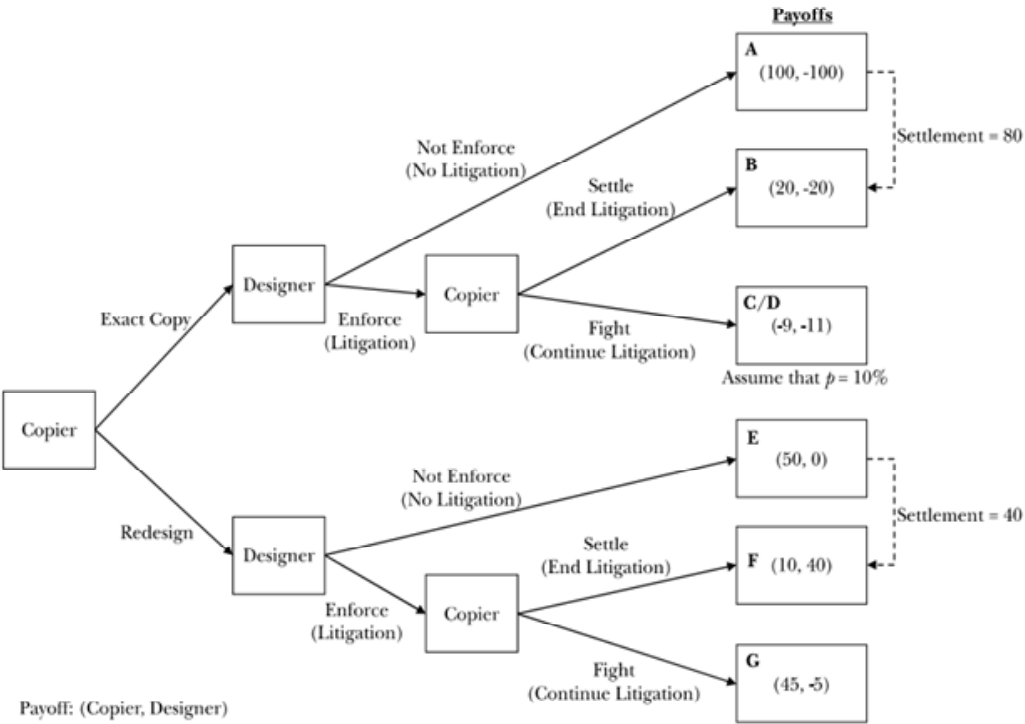 Payoffs
A
(100, -100)
Settlement = 80
Not Enforce
(No Litigation)
B
(20, -20)
Settle
(End Litigation)
Designer
Copier
C/D
(-9, -11)
Exact Copy
Enforce
(Litigation)
Fight
(Continue Litigation)
Assume that p = 10%
Copier
E
(50, 0)
Not Enforce
(No Litigation)
Settlement = 40
Redesign
Designer
Settle
(End Litigation)
F (10, 40)
Enforce
(Litigation)
Copier
G
(45, -5)
Fight
(Continue Litigation)
Payoff: (Copier, Designer)